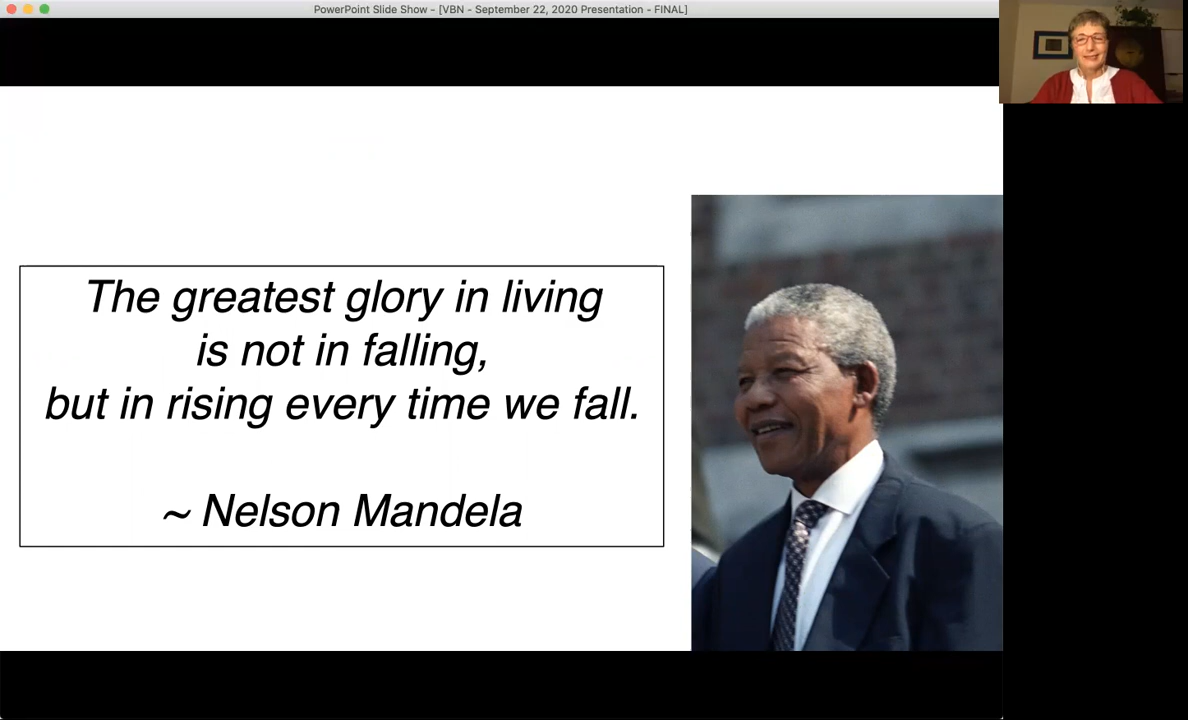 PowerPoint Slide Show - [VBN - September 22, 2020 Presentation - FINAL]
The greatest glory in living
is not in falling,
but in rising every time we fall.
~ Nelson Mandela